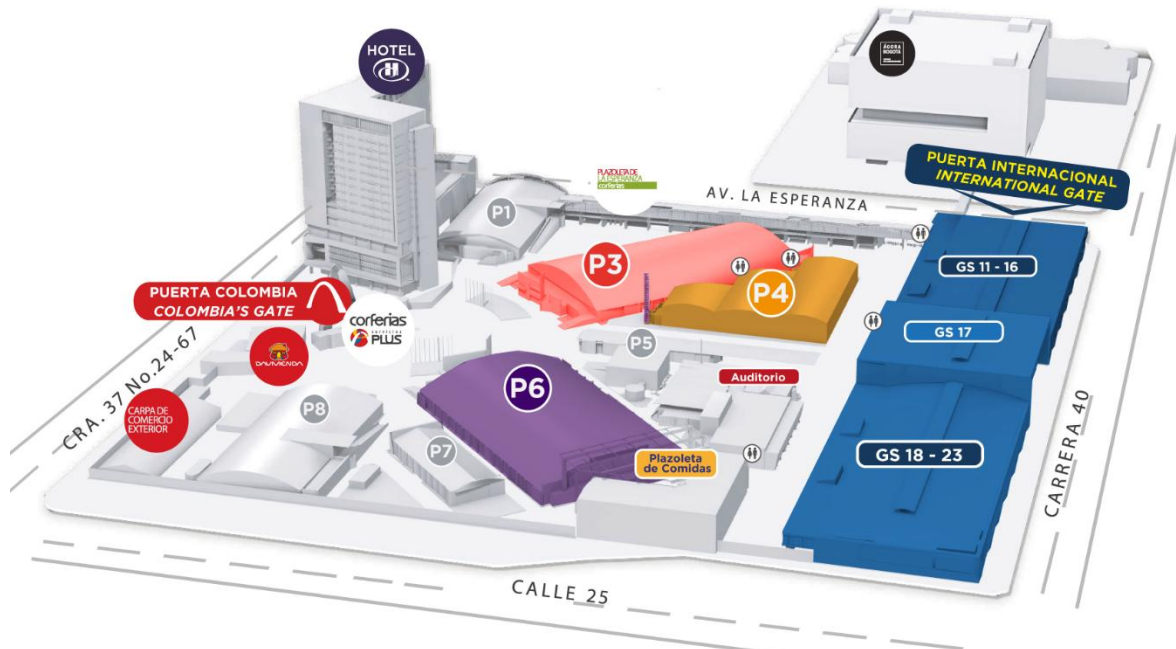 HOTEL
H
ÁGORA
BOGOTÁ
PUERTA INTERNACIONAL
INTERNATIONAL GATE
PLAZOLETA DE
LA ESPERANZA
corferias
AV. LA ESPERANZA
P1
P3
P4
GS 11 - 16
PUERTA COLOMBIA
COLOMBIA'S GATE
corferias
SERVICIOS
PLUS
GS 17
P5
DAVIVIENDA
CRA. 37 No.24-67
P6
Auditorio
CARPA DE
COMERCIO
EXTERIOR
P8
P7
Plazoleta
de Comidas
GS 18 - 23
CARRERA 40
CALLE 25